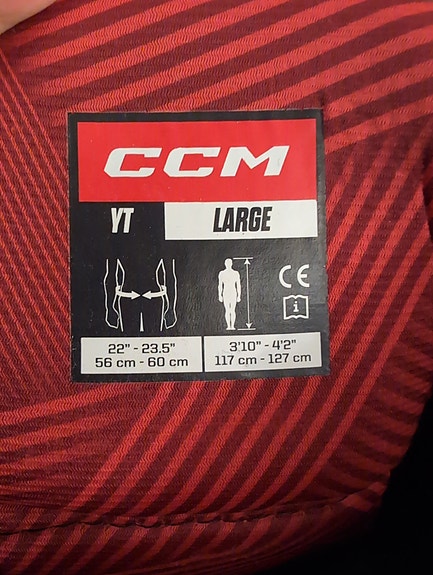 CCM
YT LARGE
CE
i
22" - 23.5"
56 cm - 60 cm
3'10" - 4'2"
117 cm - 127 cm